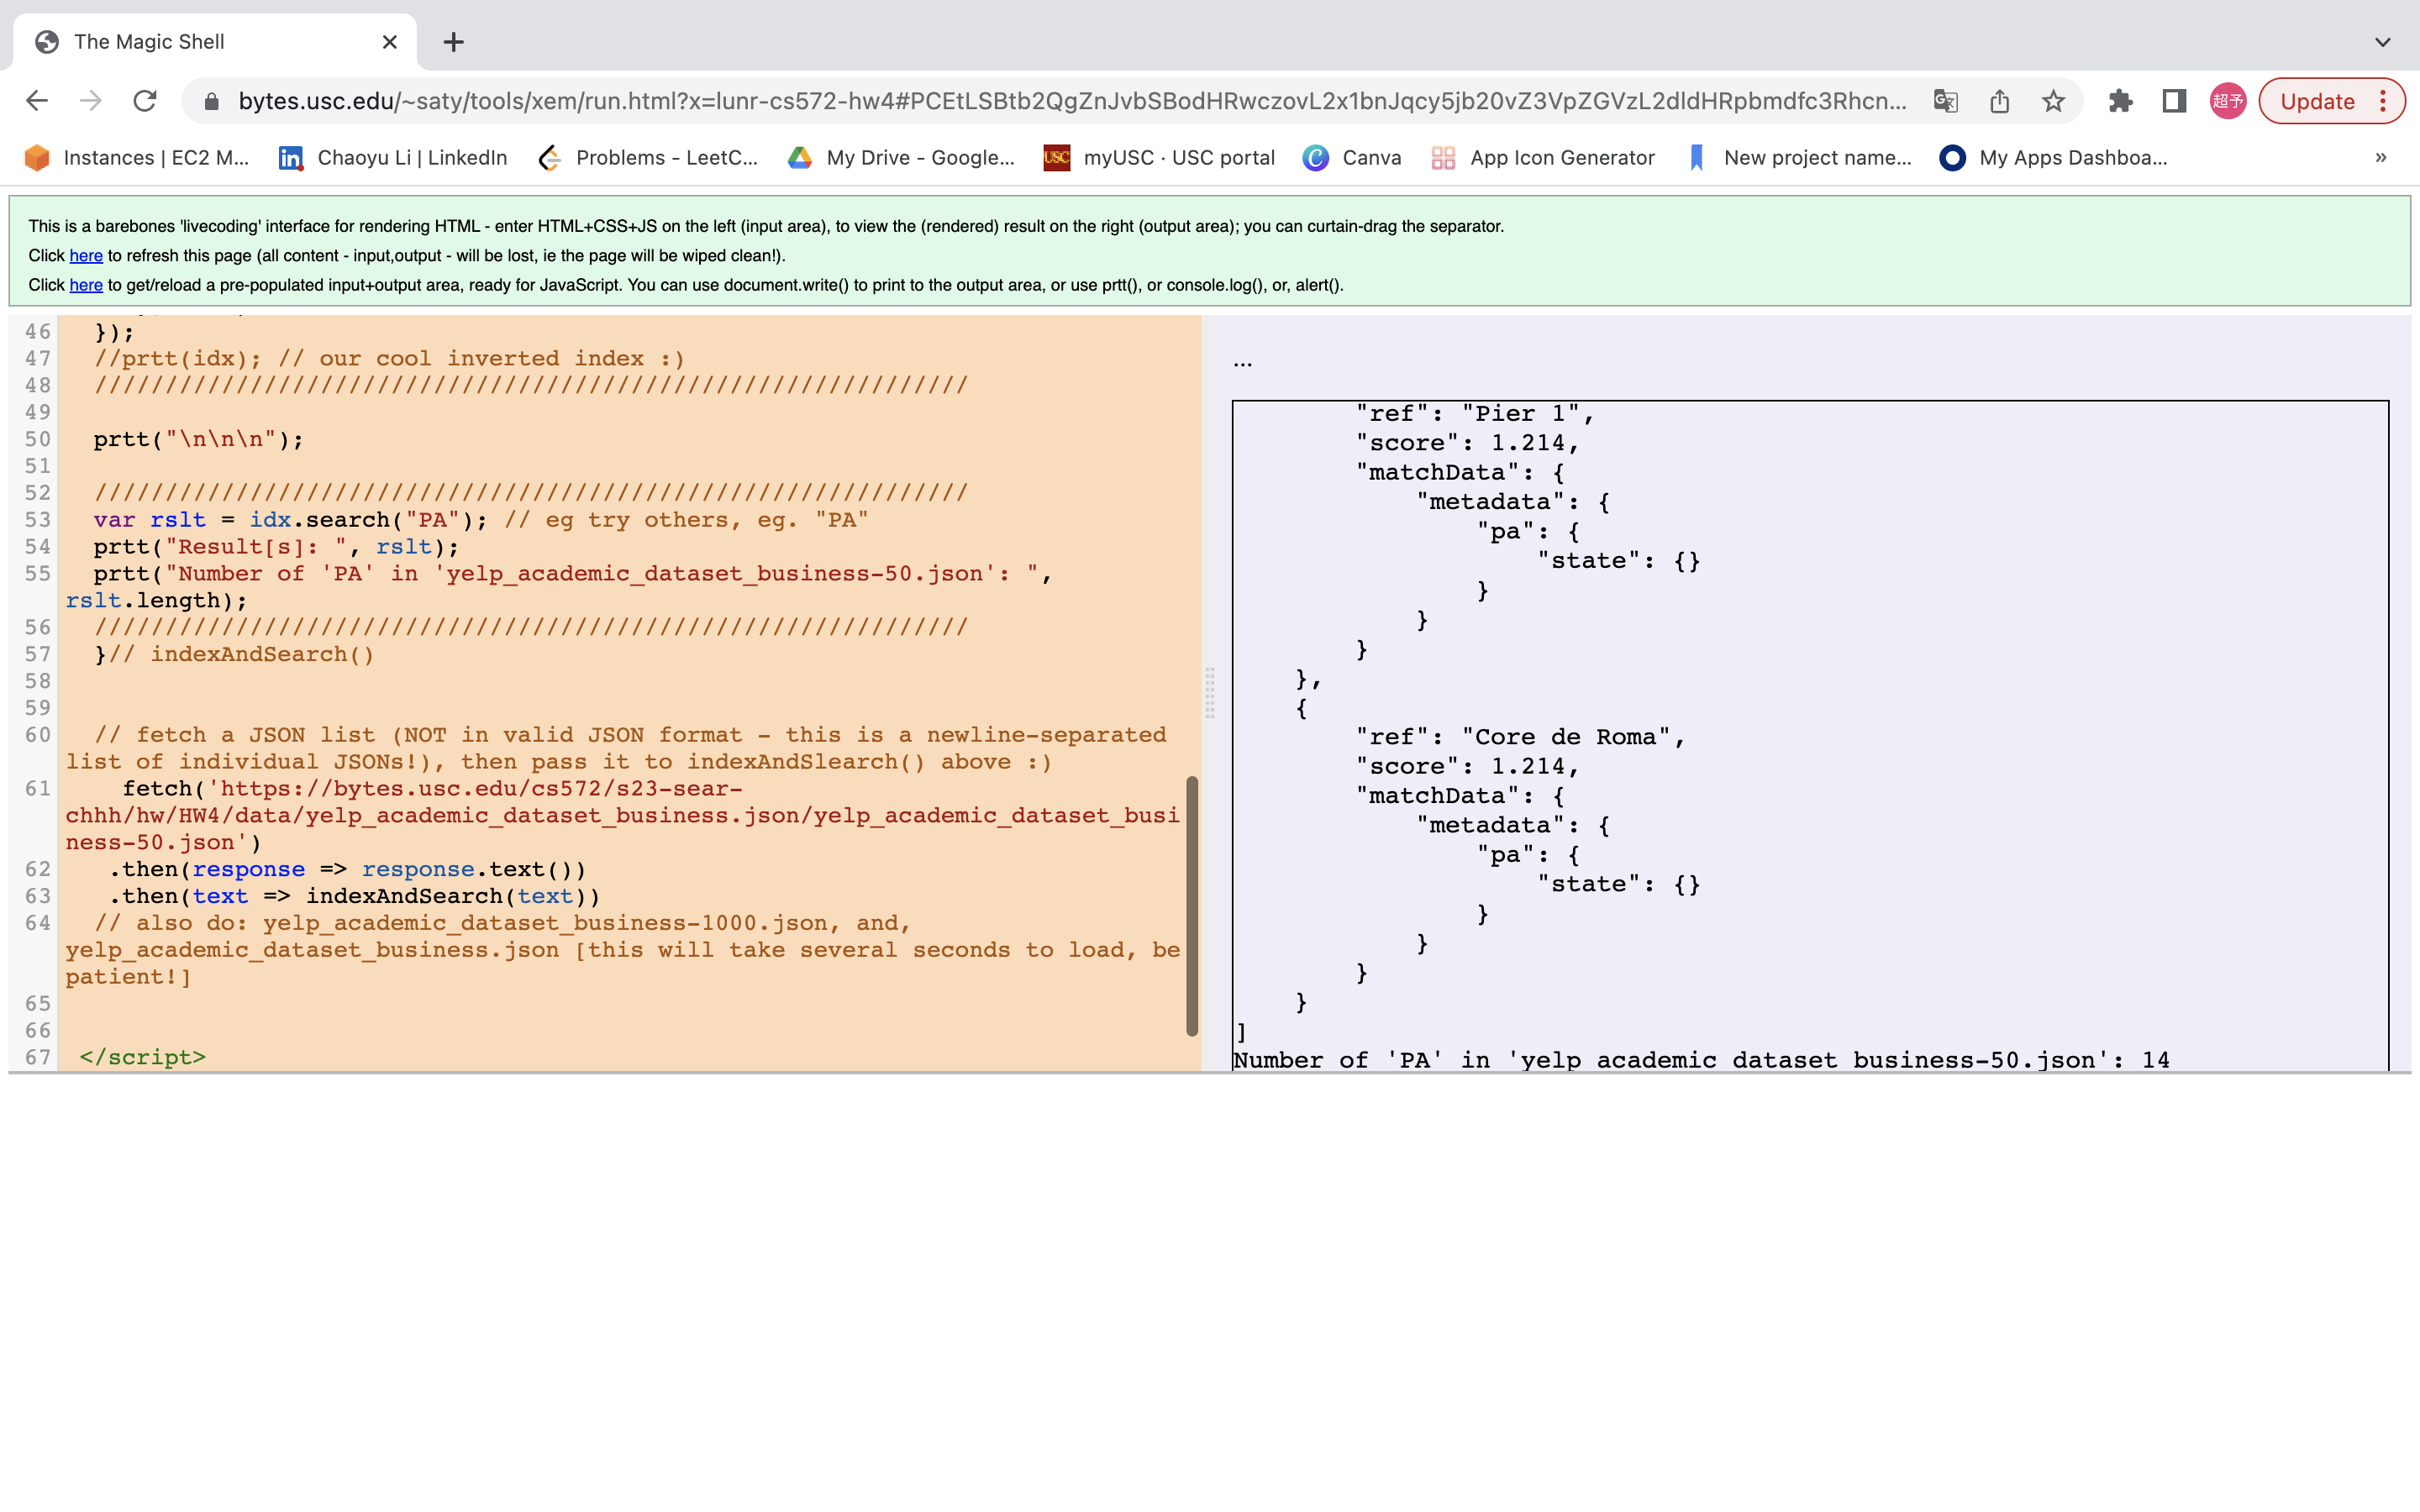 The Magic Shell
bytes.usc.edu/~saty/tools/xem/run.html?x=lunr-cs572-hw4#PCEtLSBtb2QgZnJvbSBodHRwczovL2x1bnJqcy5jb20vZ3VpZGVzL2dldHRpbmdfc3Rhcn...
超予
Update
Instances | EC2 M...
Chaoyu Li | LinkedIn
Problems - LeetC...
My Drive - Google...
USC
myUSC · USC portal
Canva
App Icon Generator
New project name...
My Apps Dashboa...
»
This is a barebones 'livecoding' interface for rendering HTML - enter HTML+CSS+JS on the left (input area), to view the (rendered) result on the right (output area); you can curtain-drag the separator.
Click here to refresh this page (all content - input,output - will be lost, ie the page will be wiped clean!).
Click here to get/reload a pre-populated input+output area, ready for JavaScript. You can use document.write() to print to the output area, or use prtt(), or console.log(), or, alert().
46 });
47 //prtt(idx); // our cool inverted index :)
48 //////////////////////////////////////////////////////////////
49
50 prtt("\n\n\n");
51
52 //////////////////////////////////////////////////////////////
53 var rslt = idx.search("PA"); // eg try others, eg. "PA"
54 prtt("Result[s]: ", rslt);
55 prtt("Number of 'PA' in 'yelp_academic_dataset_business-50.json': ",
rslt.length);
56 //////////////////////////////////////////////////////////////
57 }// indexAndSearch()
58
59
60 // fetch a JSON list (NOT in valid JSON format - this is a newline-separated
list of individual JSONs!), then pass it to indexAndSlearch() above :)
61 fetch('https://bytes.usc.edu/cs572/s23-sear-
chhh/hw/HW4/data/yelp_academic_dataset_business.json/yelp_academic_dataset_busi
ness-50.json')
62 .then(response => response.text())
63 .then(text => indexAndSearch(text))
64 // also do: yelp_academic_dataset_business-1000.json, and,
yelp_academic_dataset_business.json [this will take several seconds to load, be
patient!]
65
66
67 </script>
...
"ref": "Pier 1",
"score": 1.214,
"matchData": {
"metadata": {
"pa": {
"state": {}
}
}
}
},
{
"ref": "Core de Roma",
"score": 1.214,
"matchData": {
"metadata": {
"pa": {
"state": {}
}
}
}
}
]
Number of 'PA' in 'yelp_academic_dataset_business-50.json': 14